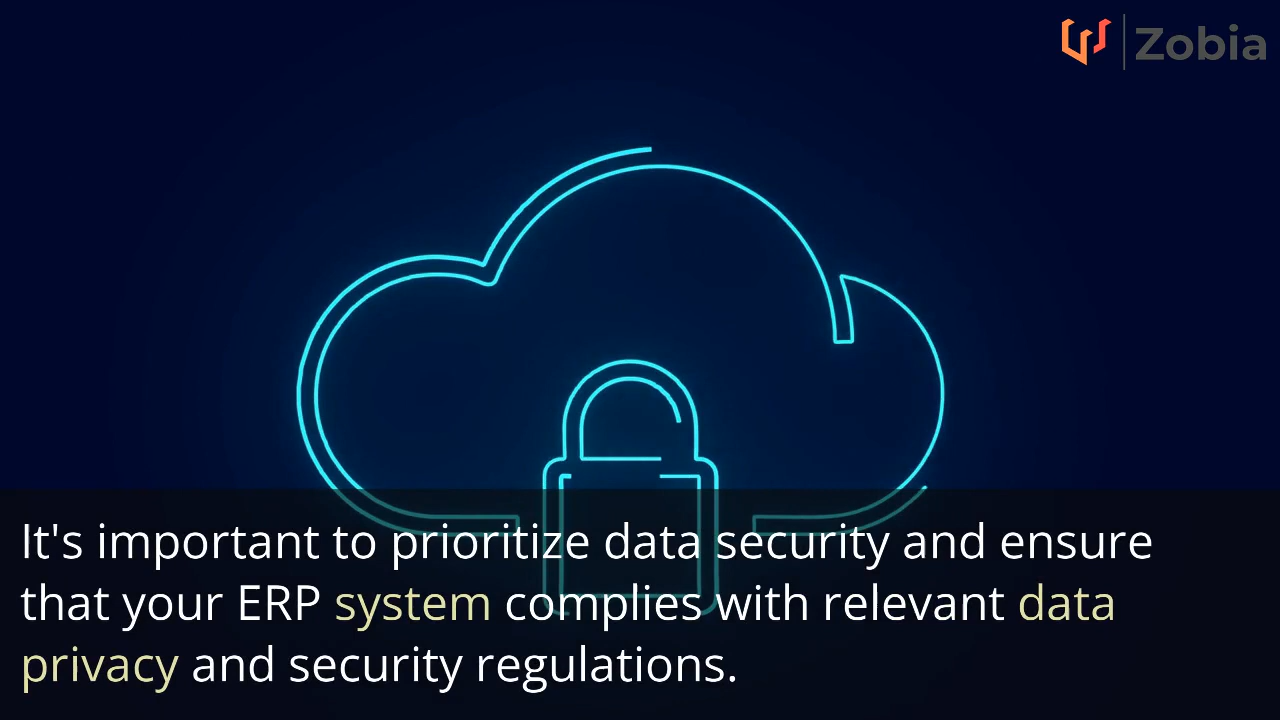 Zobia
It's important to prioritize data security and ensure
that your ERP system complies with relevant data
privacy and security regulations.